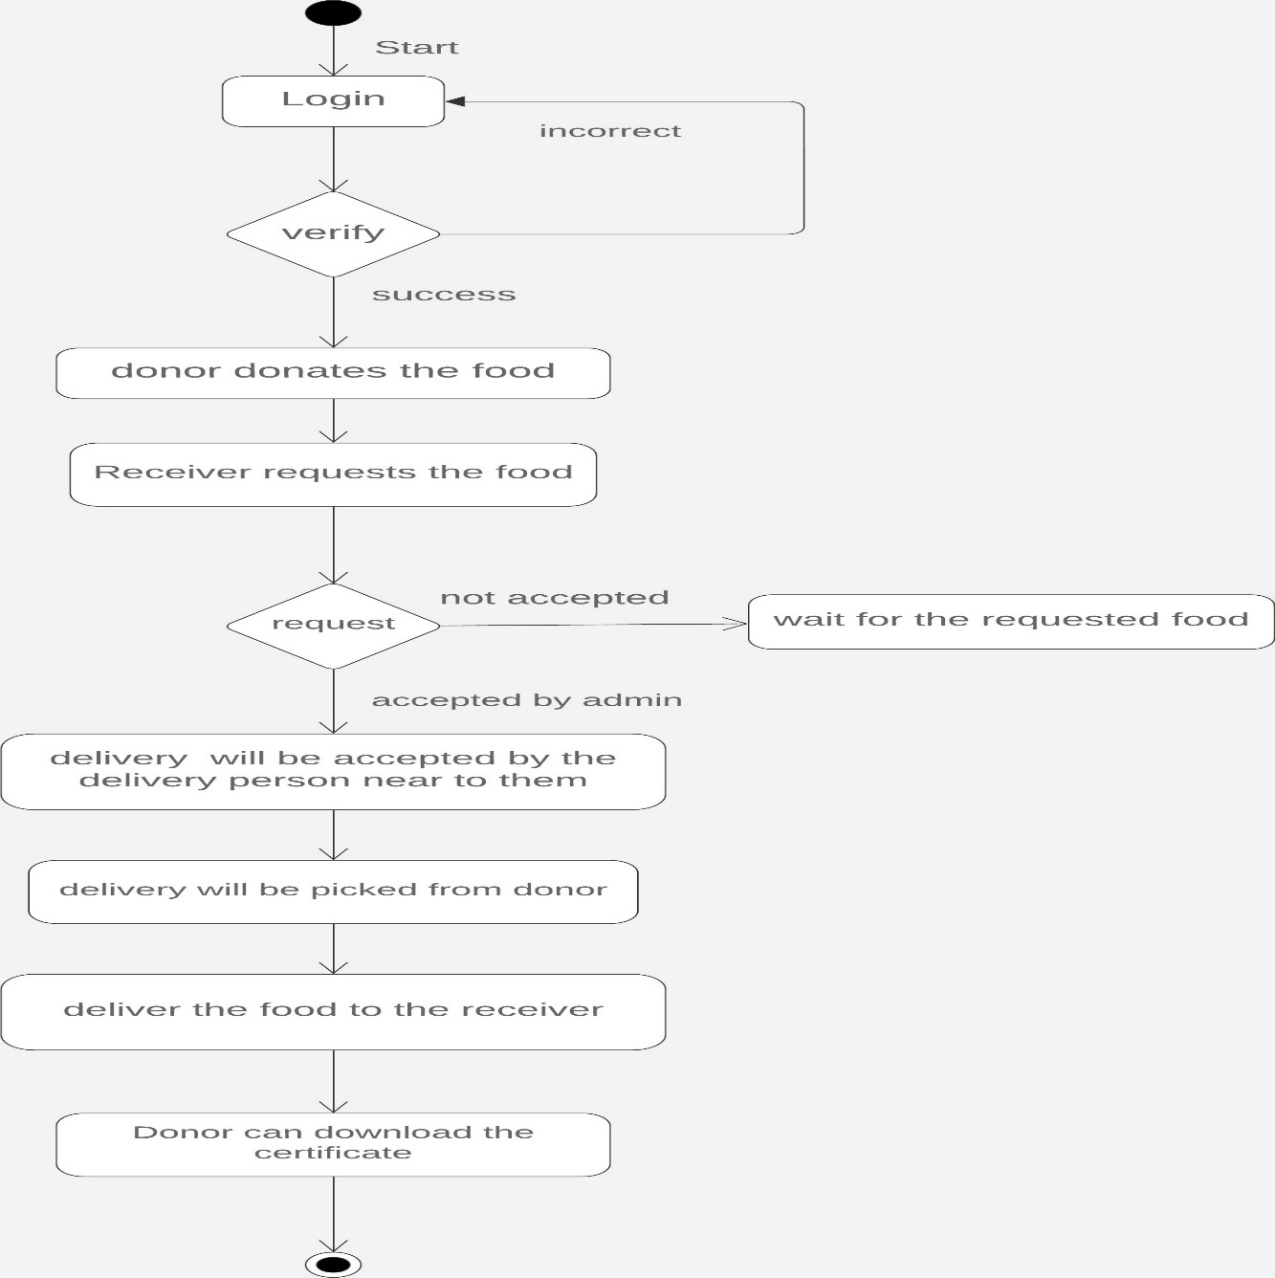 Start
Login
incorrect
verify
success
donor donates the food
Receiver requests the food
not accepted
request
wait for the requested food
accepted by admin
delivery  will be accepted by the
delivery person near to them
delivery will be picked from donor
deliver the food to the receiver
Donor can download the
certificate